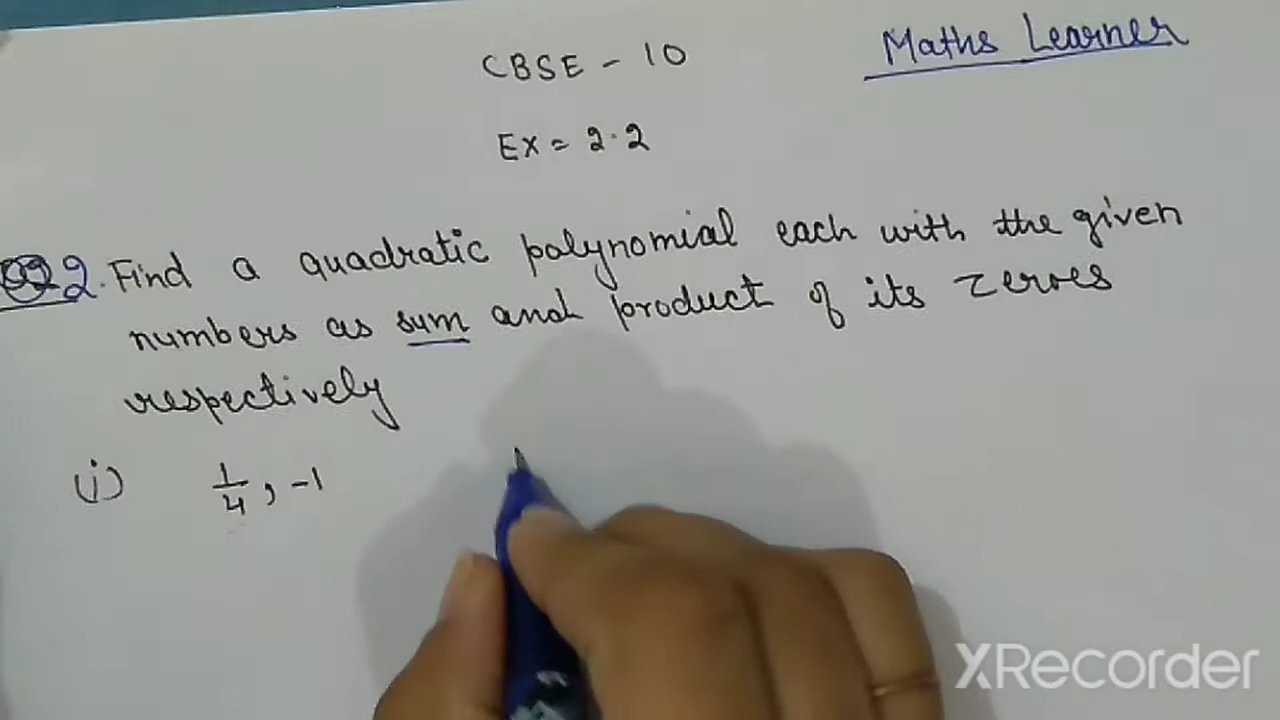 CBSE - 10
Maths Learner
EX = 2.2
2. Find a quadratic polynomial each with the given
numbers as sum and product of its zeroes
respectively
(i) 1/4, -1
XRecorder